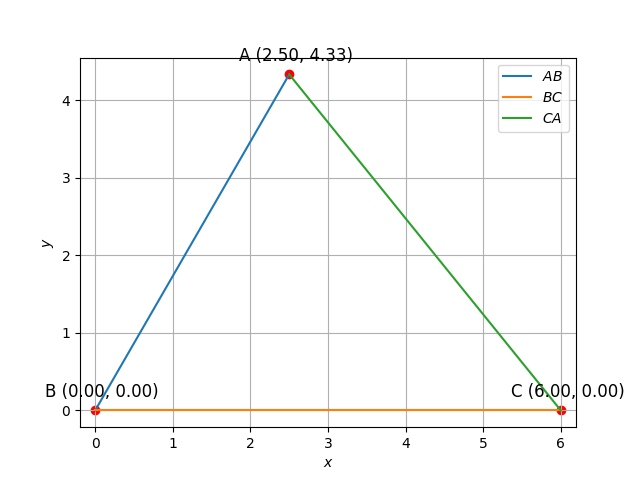 A (2.50, 4.33)
AB
BC
CA
4
3
2
1
0
y
B (0.00, 0.00)
C (6.00, 0.00)
0 1 2 3 4 5 6
x